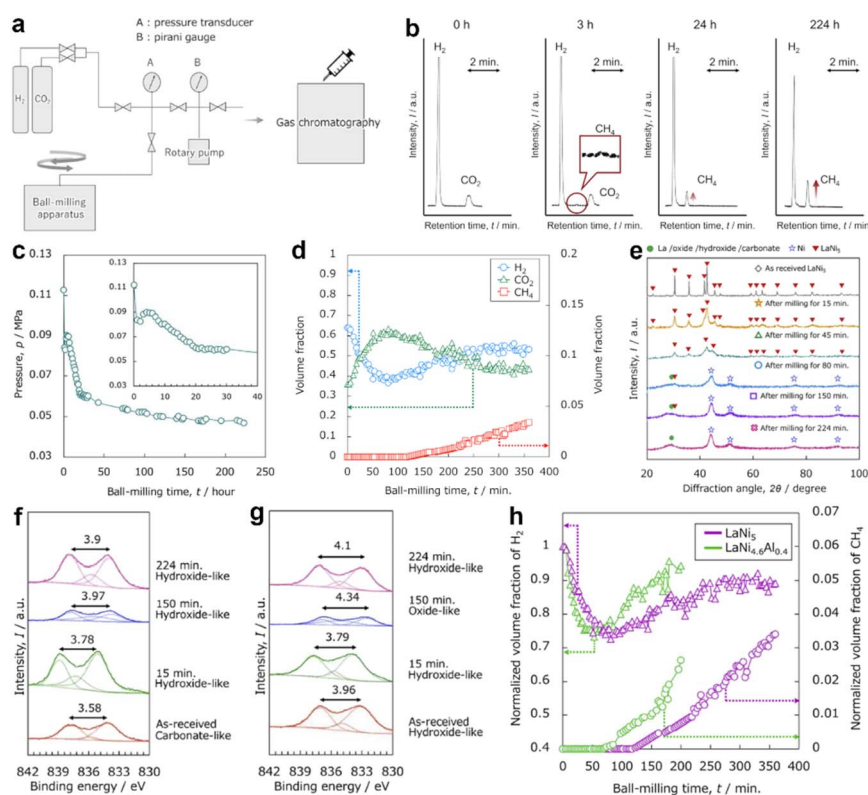 a
A : pressure transducer
B : pirani gauge
A
B
H₂
CO₂
Rotary pump
Ball-milling
apparatus
Gas chromatography
b
0 h
3 h
24 h
224 h
H₂
2 min.
CO₂
H₂
2 min.
CH₄
CO₂
H₂
2 min.
CH₄
H₂
2 min.
CH₄
Intensity, I / a.u.
Intensity, I / a.u.
Intensity, I / a.u.
Intensity, I / a.u.
Retention time, t / min.
Retention time, t / min.
Retention time, t / min.
Retention time, t / min.
c
Pressure, p / MPa
0.13
0.11
0.09
0.07
0.05
0.03
0.13
0.11
0.09
0.07
0.05
0.03
0 10 20 30 40
0 50 100 150 200 250
Ball-milling time, t / hour
d
Volume fraction
1
0.9
0.8
0.7
0.6
0.5
0.4
0.3
0.2
0.1
0
H₂
CO₂
CH₄
0.2
0.15
0.1
0.05
0
Volume fraction
0 50 100 150 200 250 300 350 400
Ball-milling time, t / min.
e
La /oxide /hydroxide /carbonate
Ni
LaNi₅
As received LaNi₅
After milling for 15 min.
After milling for 45 min.
After milling for 80 min.
After milling for 150 min.
After milling for 224 min.
Intensity, I / a.u.
20 40 60 80 100
Diffraction angle, 2θ / degree
f
3.9
224 min.
Hydroxide-like
3.97
150 min.
Hydroxide-like
3.78
15 min.
Hydroxide-like
3.58
As-received
Carbonate-like
Intensity, I / a.u.
842 839 836 833 830
Binding energy / eV
g
4.1
224 min.
Hydroxide-like
4.34
150 min.
Oxide-like
3.79
15 min.
Hydroxide-like
3.96
As-received
Hydroxide-like
Intensity, I / a.u.
842 839 836 833 830
Binding energy / eV
h
Normalized volume fraction of H₂
1.1
1
0.9
0.8
0.7
0.6
0.5
0.4
LaNi₅
LaNi₄.₆Al₀.₄
0.07
0.06
0.05
0.04
0.03
0.02
0.01
0
Normalized volume fraction of CH₄
0 50 100 150 200 250 300 350 400
Ball-milling time, t / min.